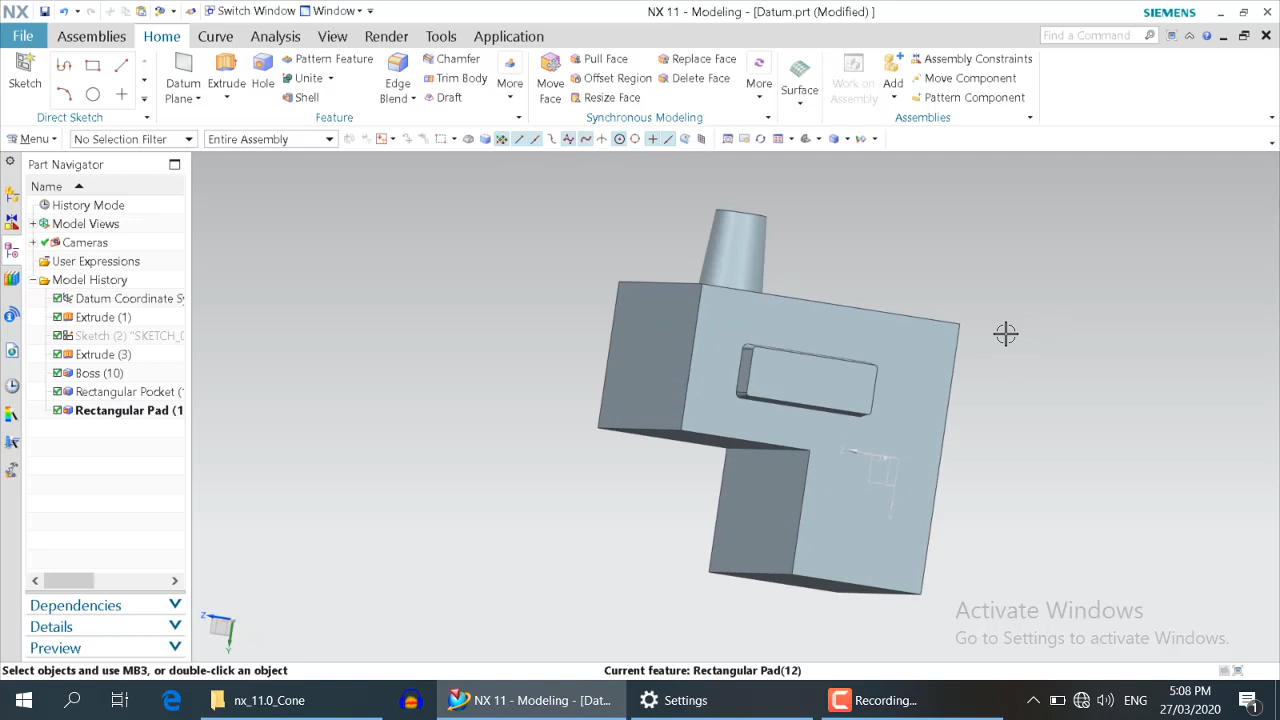 NX
Switch Window
Window
NX 11 - Modeling - [Datum.prt (Modified) ]
SIEMENS
File
Assemblies
Home
Curve
Analysis
View
Render
Tools
Application
Find a Command
Sketch
Direct Sketch
Datum Plane
Extrude
Hole
Pattern Feature
Unite
Shell
Edge Blend
Chamfer
Trim Body
Draft
More
Feature
Move Face
Pull Face
Offset Region
Resize Face
Replace Face
Delete Face
More
Synchronous Modeling
Surface
Work on Assembly
Add
Assembly Constraints
Move Component
Pattern Component
Assemblies
Menu
No Selection Filter
Entire Assembly
Part Navigator
Name
History Mode
Model Views
Cameras
User Expressions
Model History
Datum Coordinate Sy
Extrude (1)
Sketch (2) "SKETCH_0
Extrude (3)
Boss (10)
Rectangular Pocket (1
Rectangular Pad (1
Dependencies
Details
Preview
Z
Y
Activate Windows
Go to Settings to activate Windows.
Select objects and use MB3, or double-click an object
Current feature: Rectangular Pad(12)
nx_11.0_Cone
NX 11 - Modeling - [Dat...
Settings
Recording...
ENG
5:08 PM
27/03/2020
1